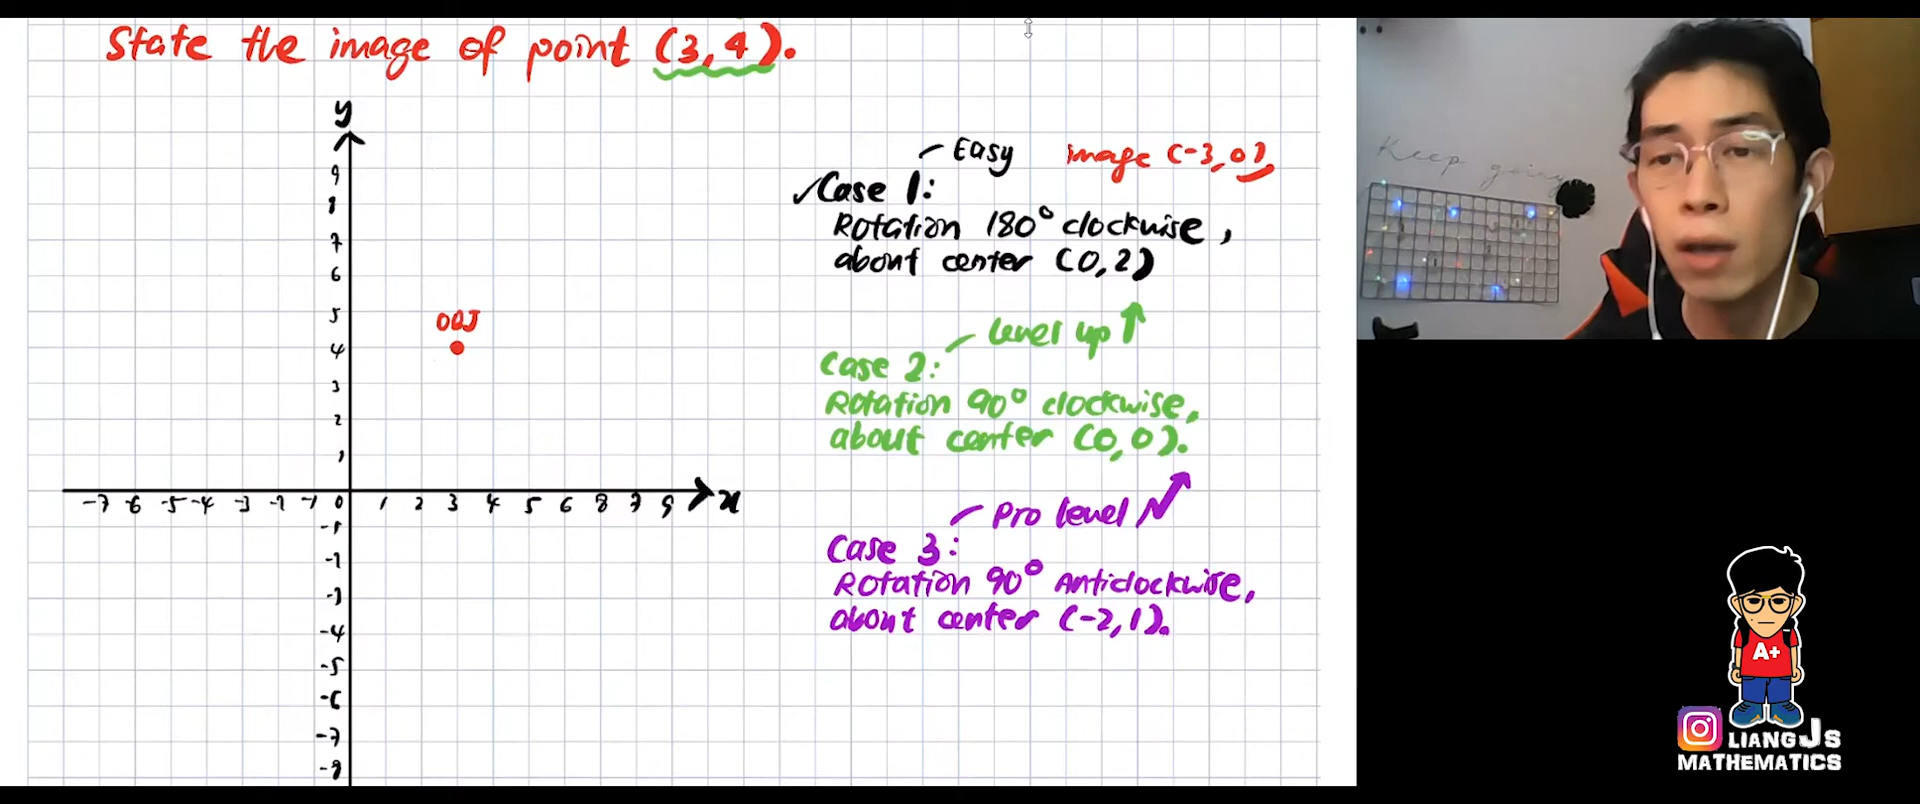 State the image of point (3,4).
y
9
8
7
6
5
4
3
2
1
OBJ
-7 -6 -5 -4 -3 -2 -1 0 1 2 3 4 5 6 7 8 9 x
-1
-2
-3
-4
-5
-6
-7
-8
Easy image (-3,0)
Case 1:
Rotation 180° clockwise,
about center (0,2)
Level up
Case 2:
Rotation 90° clockwise,
about center (0,0).
Pro level
Case 3:
Rotation 90° Anticlockwise,
about center (-2,1).
Keep going
A+
LIANGJS
MATHEMATICS